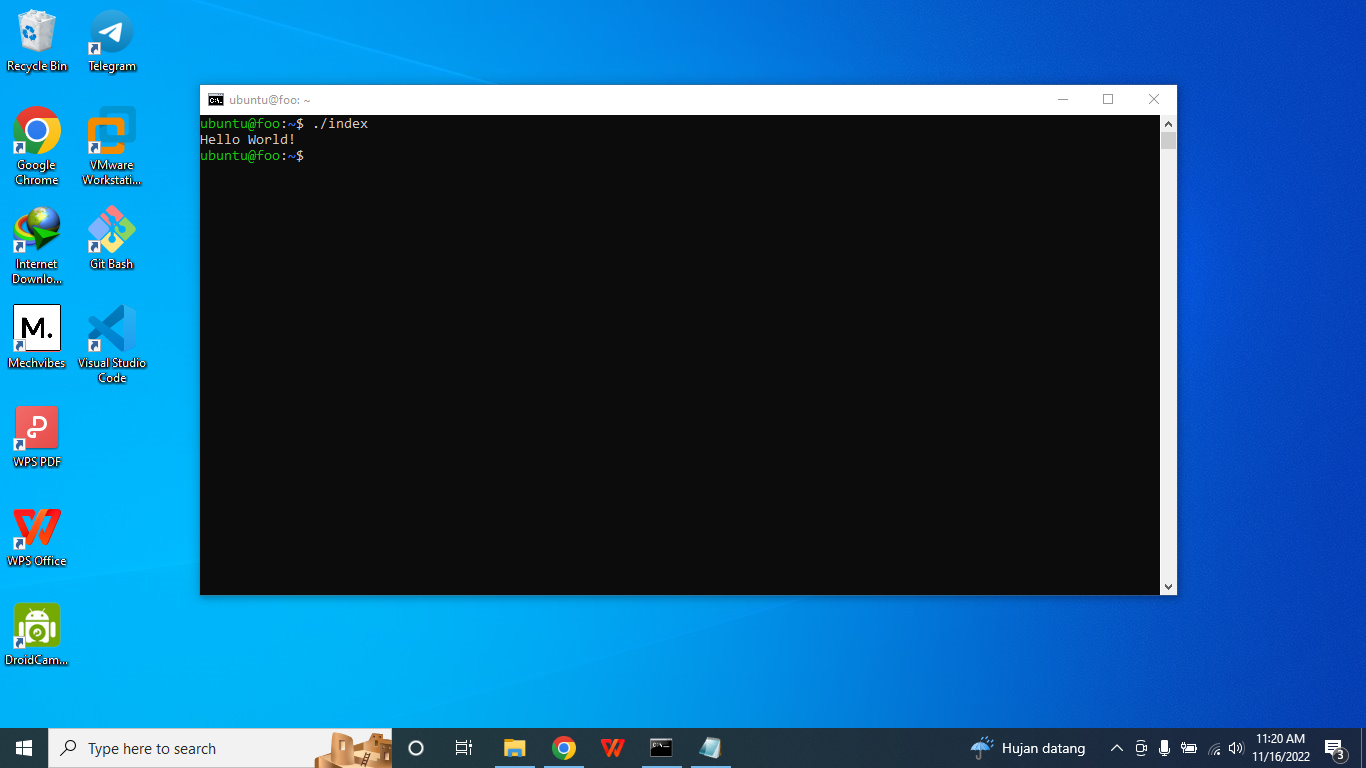 Recycle Bin
Telegram
Google
Chrome
VMware
Workstati...
Internet
Downlo...
Git Bash
M.
Mechvibes
Visual Studio
Code
WPS PDF
WPS Office
DroidCam...
C:\.
ubuntu@foo: ~
ubuntu@foo:~$ ./index
Hello World!
ubuntu@foo:~$
Type here to search
Hujan datang
11:20 AM
11/16/2022
3